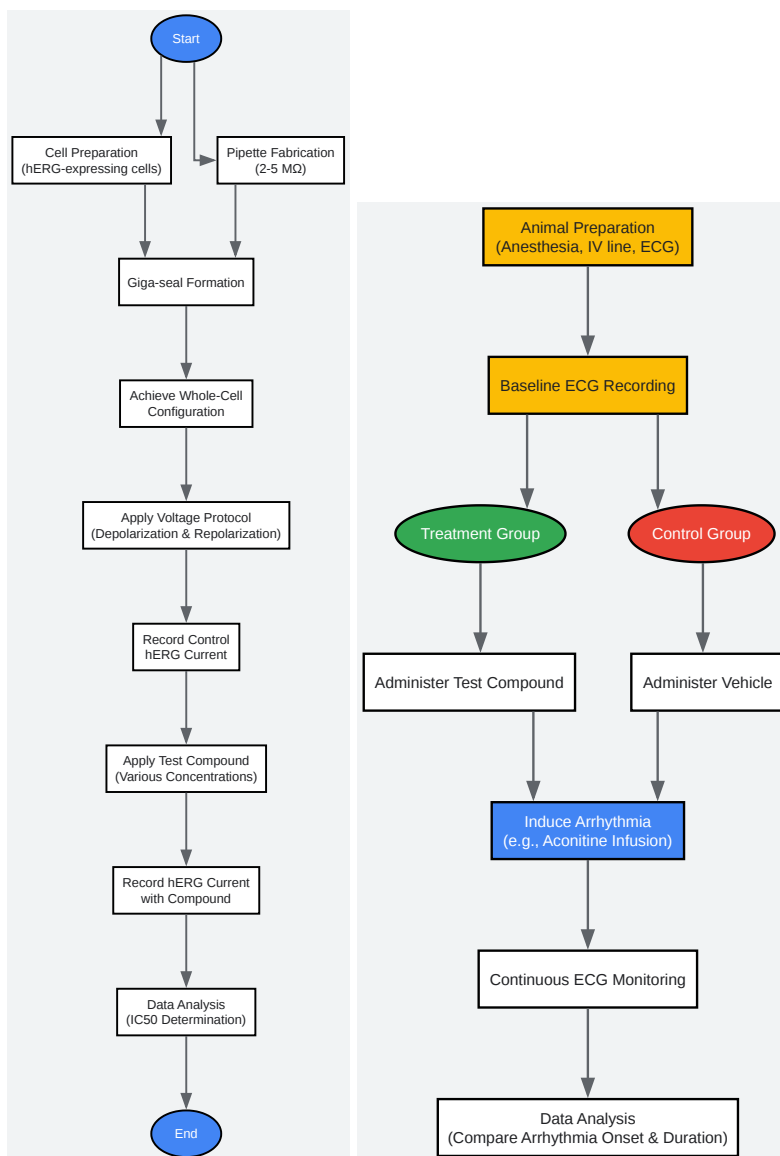 Start
Cell Preparation
(hERG-expressing cells)
Pipette Fabrication
(2-5 MΩ)
Giga-seal Formation
Achieve Whole-Cell
Configuration
Apply Voltage Protocol
(Depolarization & Repolarization)
Record Control
hERG Current
Apply Test Compound
(Various Concentrations)
Record hERG Current
with Compound
Data Analysis
(IC50 Determination)
End
Animal Preparation
(Anesthesia, IV line, ECG)
Baseline ECG Recording
Treatment Group
Control Group
Administer Test Compound
Administer Vehicle
Induce Arrhythmia
(e.g., Aconitine Infusion)
Continuous ECG Monitoring
Data Analysis
(Compare Arrhythmia Onset & Duration)